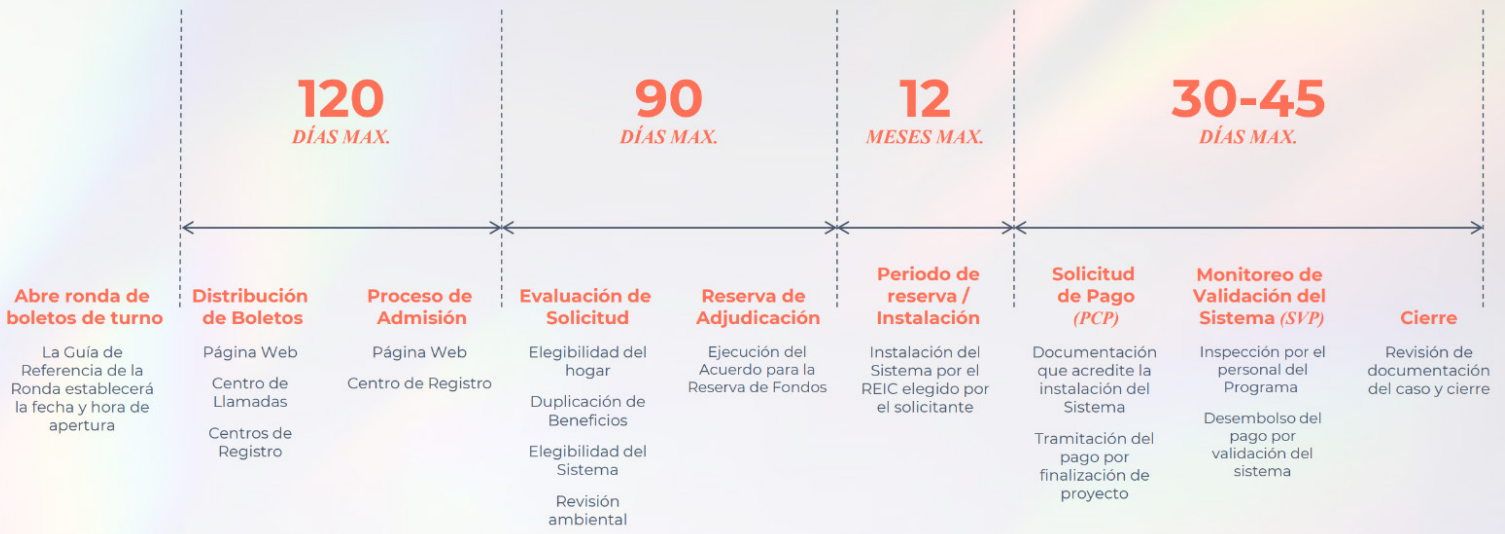 120
DÍAS MAX.
90
DÍAS MAX.
12
MESES MAX.
30-45
DÍAS MAX.
Abre ronda de
boletos de turno
La Guía de
Referencia de la
Ronda establecerá
la fecha y hora de
apertura
Distribución
de Boletos
Página Web
Centro de
Llamadas
Centros de
Registro
Proceso de
Admisión
Página Web
Centro de Registro
Evaluación de
Solicitud
Elegibilidad del
hogar
Duplicación de
Beneficios
Elegibilidad del
Sistema
Revisión
ambiental
Reserva de
Adjudicación
Ejecución del
Acuerdo para la
Reserva de Fondos
Periodo de
reserva /
Instalación
Instalación del
Sistema por el
REIC elegido por
el solicitante
Solicitud
de Pago
(PCP)
Documentación
que acredite la
instalación del
Sistema
Tramitación del
pago por
finalización de
proyecto
Monitoreo de
Validación del
Sistema (SVP)
Inspección por el
personal del
Programa
Desembolso del
pago por
validación del
sistema
Cierre
Revisión de
documentación
del caso y cierre